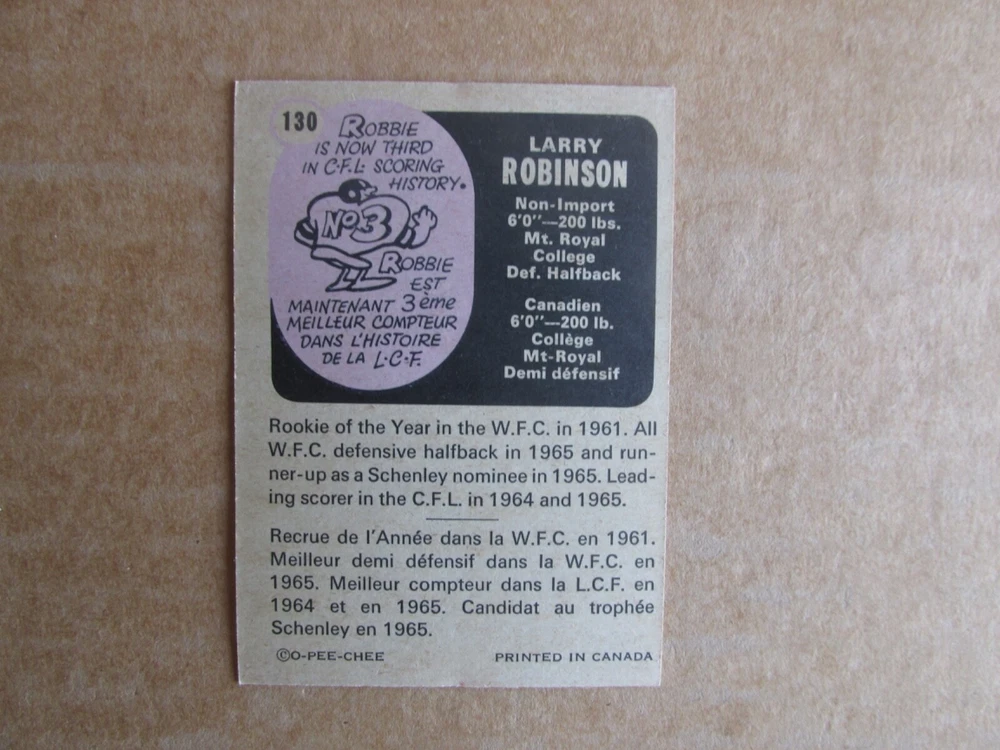 130
ROBBIE
IS NOW THIRD
IN C.F.L. SCORING
HISTORY.
No 3
ROBBIE
EST
MAINTENANT 3ème
MEILLEUR COMPTEUR
DANS L'HISTOIRE
DE LA L.C.F.
LARRY
ROBINSON
Non-Import
6'0"—200 lbs.
Mt. Royal
College
Def. Halfback
Canadien
6'0"—200 lb.
Collège
Mt-Royal
Demi défensif
Rookie of the Year in the W.F.C. in 1961. All
W.F.C. defensive halfback in 1965 and run-
ner-up as a Schenley nominee in 1965. Lead-
ing scorer in the C.F.L. in 1964 and 1965.
Recrue de l'Année dans la W.F.C. en 1961.
Meilleur demi défensif dans la W.F.C. en
1965. Meilleur compteur dans la L.C.F. en
1964 et en 1965. Candidat au trophée
Schenley en 1965.
©O-PEE-CHEE
PRINTED IN CANADA